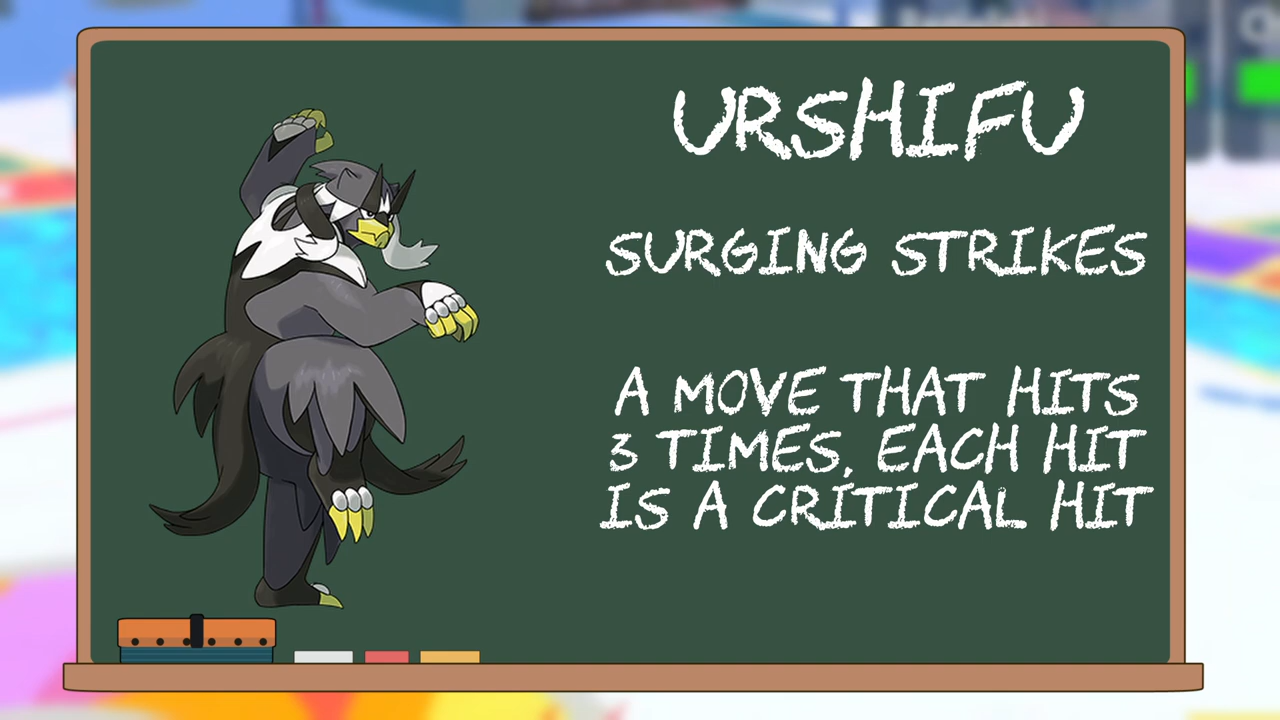 URSHIFU
SURGING STRIKES
A MOVE THAT HITS
3 TIMES, EACH HIT
IS A CRITICAL HIT